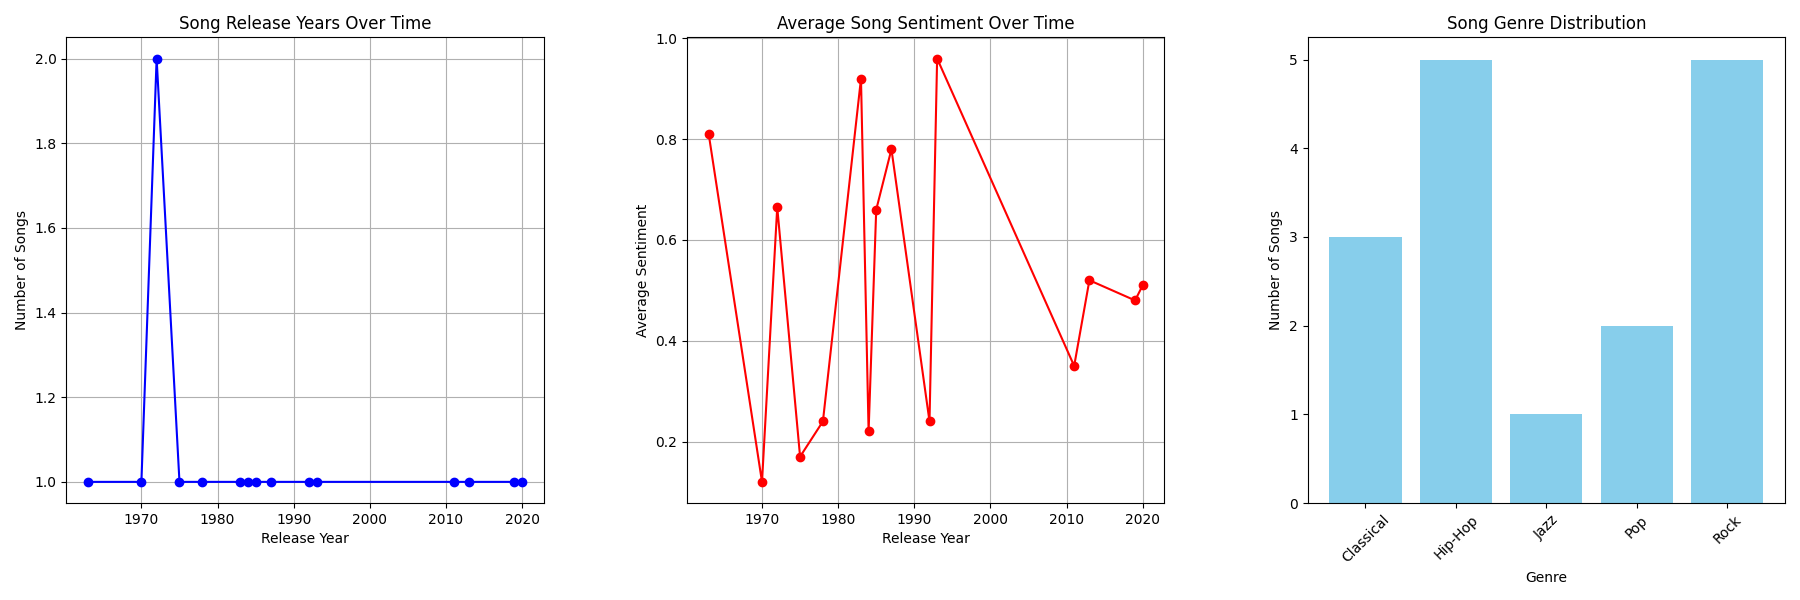 Song Release Years Over Time
Number of Songs
2.0
1.8
1.6
1.4
1.2
1.0
1970 1980 1990 2000 2010 2020
Release Year
Average Song Sentiment Over Time
Average Sentiment
1.0
0.8
0.6
0.4
0.2
1970 1980 1990 2000 2010 2020
Release Year
Song Genre Distribution
Number of Songs
5
4
3
2
1
0
Classical Hip-Hop Jazz Pop Rock
Genre